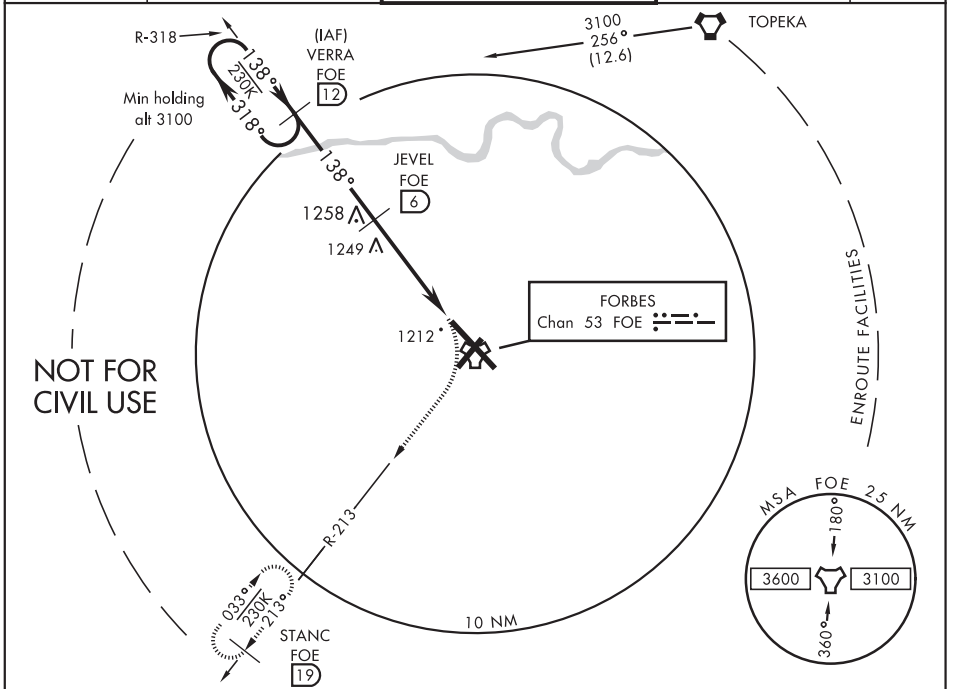 R-318
138°
230K
318°
Min holding
alt 3100
(IAF)
VERRA
FOE
12
3100
256°
(12.6)
TOPEKA
138°
JEVEL
FOE
6
1258
1249
1212
FORBES
Chan 53 FOE
NOT FOR
CIVIL USE
ENROUTE FACILITIES
R-213
033°
230K
213°
STANC
FOE
19
10 NM
MSA FOE 25 NM
180°
3600
3100
360°